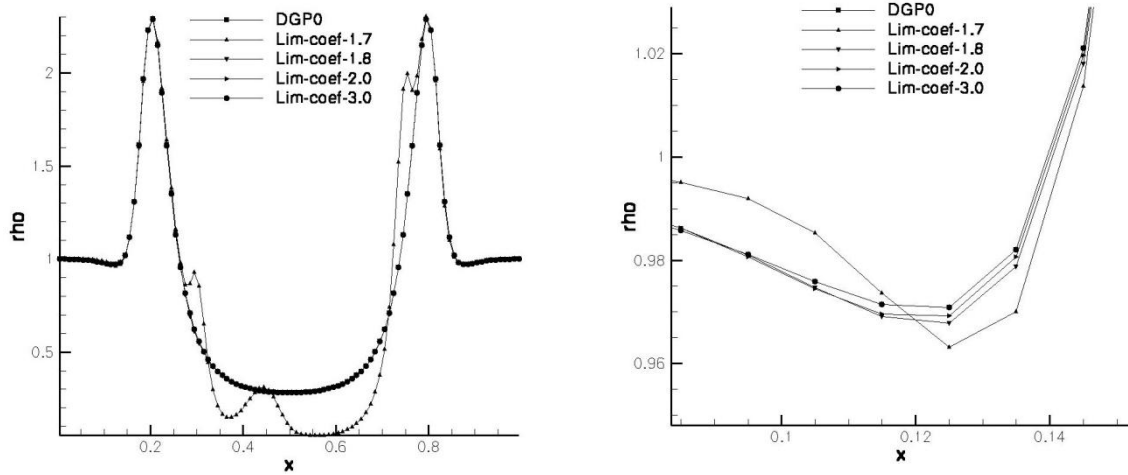 DGP0
Lim-coef-1.7
Lim-coef-1.8
Lim-coef-2.0
Lim-coef-3.0
2
1.5
1
0.5
rho
0.2
0.4
0.6
0.8
x
DGP0
Lim-coef-1.7
Lim-coef-1.8
Lim-coef-2.0
Lim-coef-3.0
1.02
1
0.98
0.96
rho
0.1
0.12
0.14
x